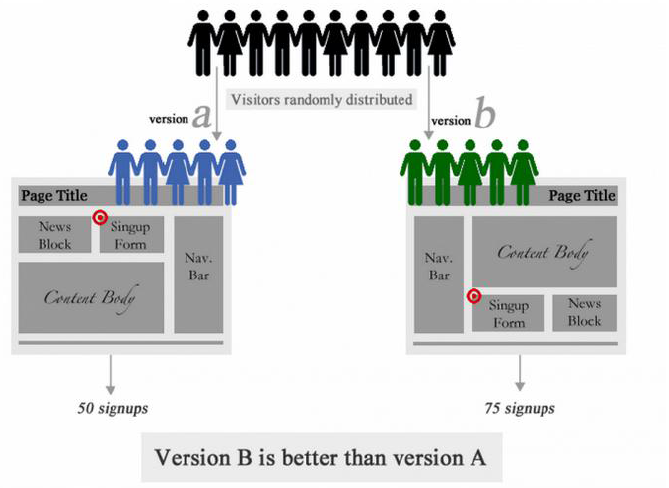 Visitors randomly distributed
version a
version b
Page Title
News
Block
Singup
Form
Nav.
Bar
Content Body
Page Title
Nav.
Bar
Content Body
Singup
Form
News
Block
50 signups
75 signups
Version B is better than version A